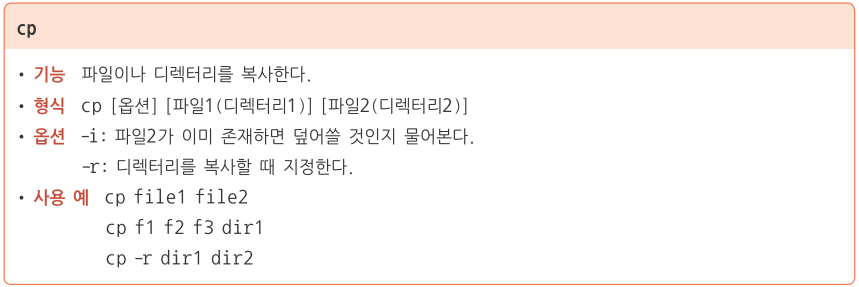 cp
• 기능 파일이나 디렉터리를 복사한다.
• 형식 cp [옵션] [파일1(디렉터리1)] [파일2(디렉터리2)]
• 옵션 -i: 파일2가 이미 존재하면 덮어쓸 것인지 물어본다.
-r: 디렉터리를 복사할 때 지정한다.
• 사용 예 cp file1 file2
cp f1 f2 f3 dir1
cp -r dir1 dir2